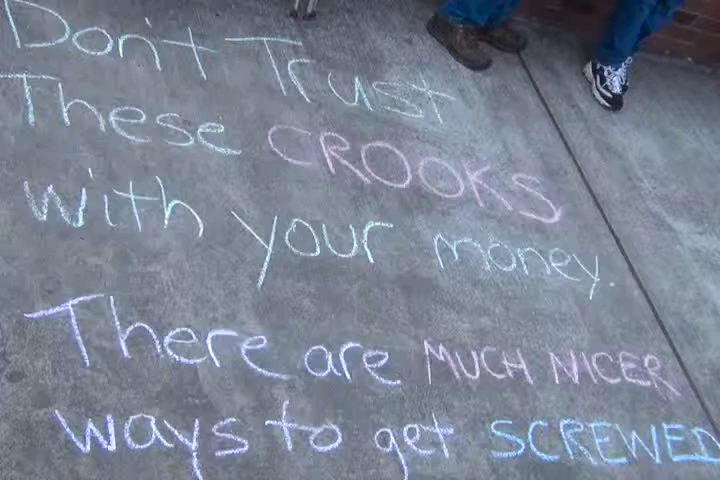 Don't Trust
These CROOKS
with your money.
There are MUCH NICER
ways to get SCREWED